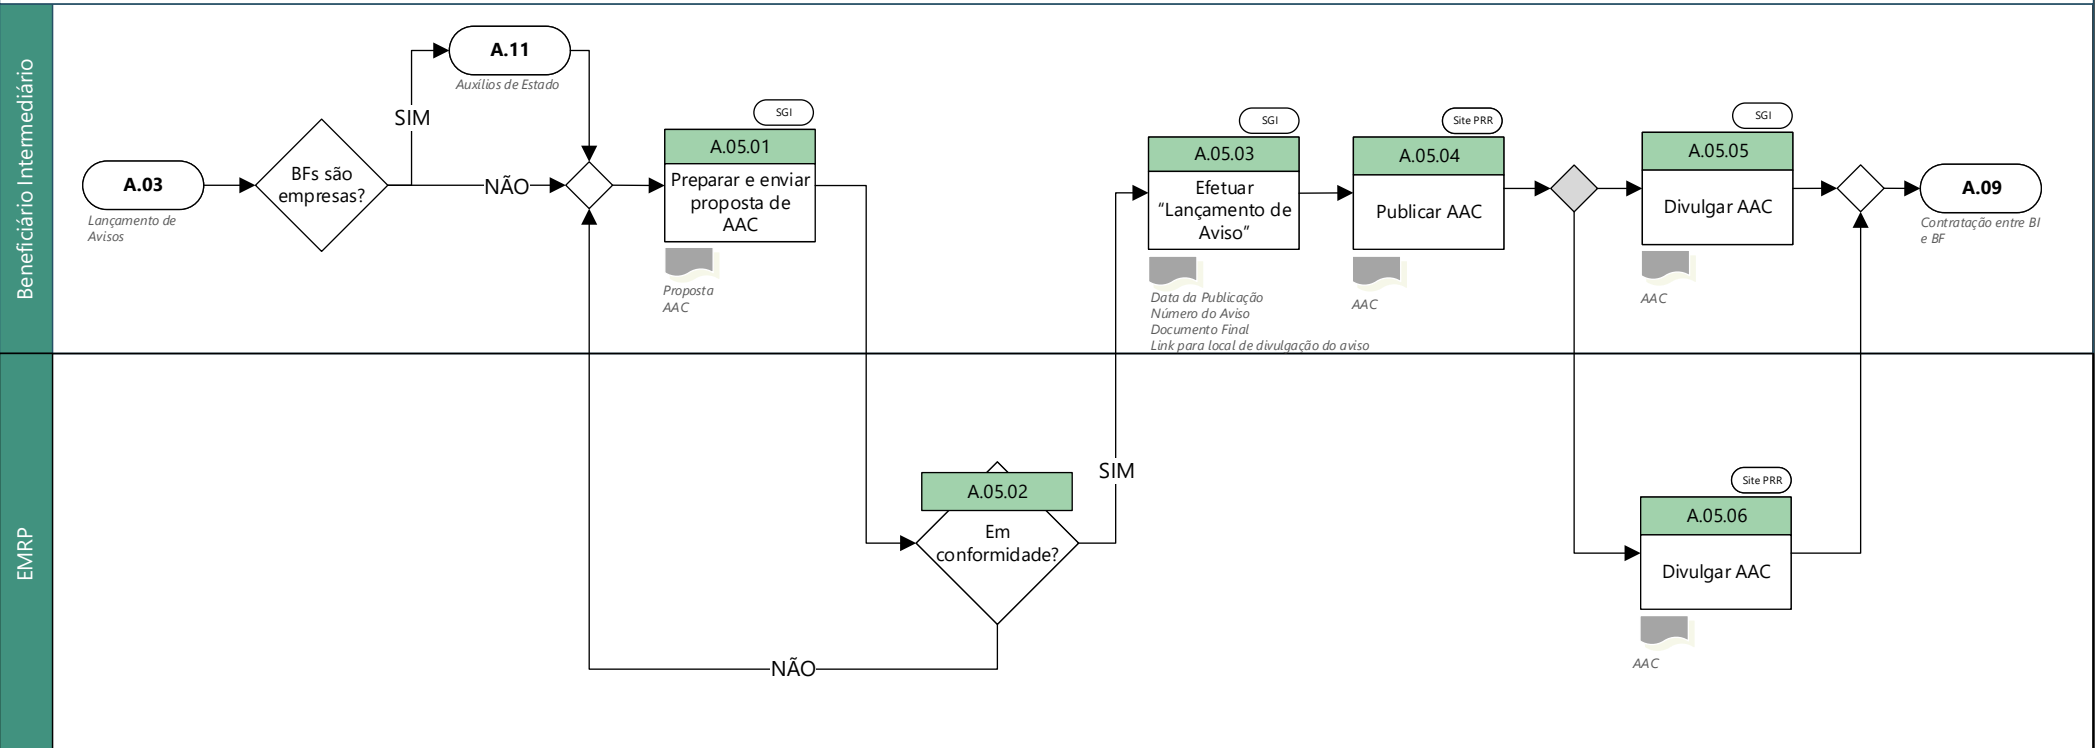 Beneficiário Intermediário
A.03
Lançamento de
Avisos
BFs são
empresas?
SIM
A.11
Auxílios de Estado
NÃO
SGI
A.05.01
Preparar e enviar
proposta de
AAC
Proposta
AAC
SGI
A.05.03
Efetuar
“Lançamento de
Aviso”
Data da Publicação
Número do Aviso
Documento Final
Link para local de divulgação do aviso
Site PRR
A.05.04
Publicar AAC
AAC
SGI
A.05.05
Divulgar AAC
AAC
A.09
Contratação entre BI
e BF
EMRP
A.05.02
Em
conformidade?
SIM
NÃO
Site PRR
A.05.06
Divulgar AAC
AAC